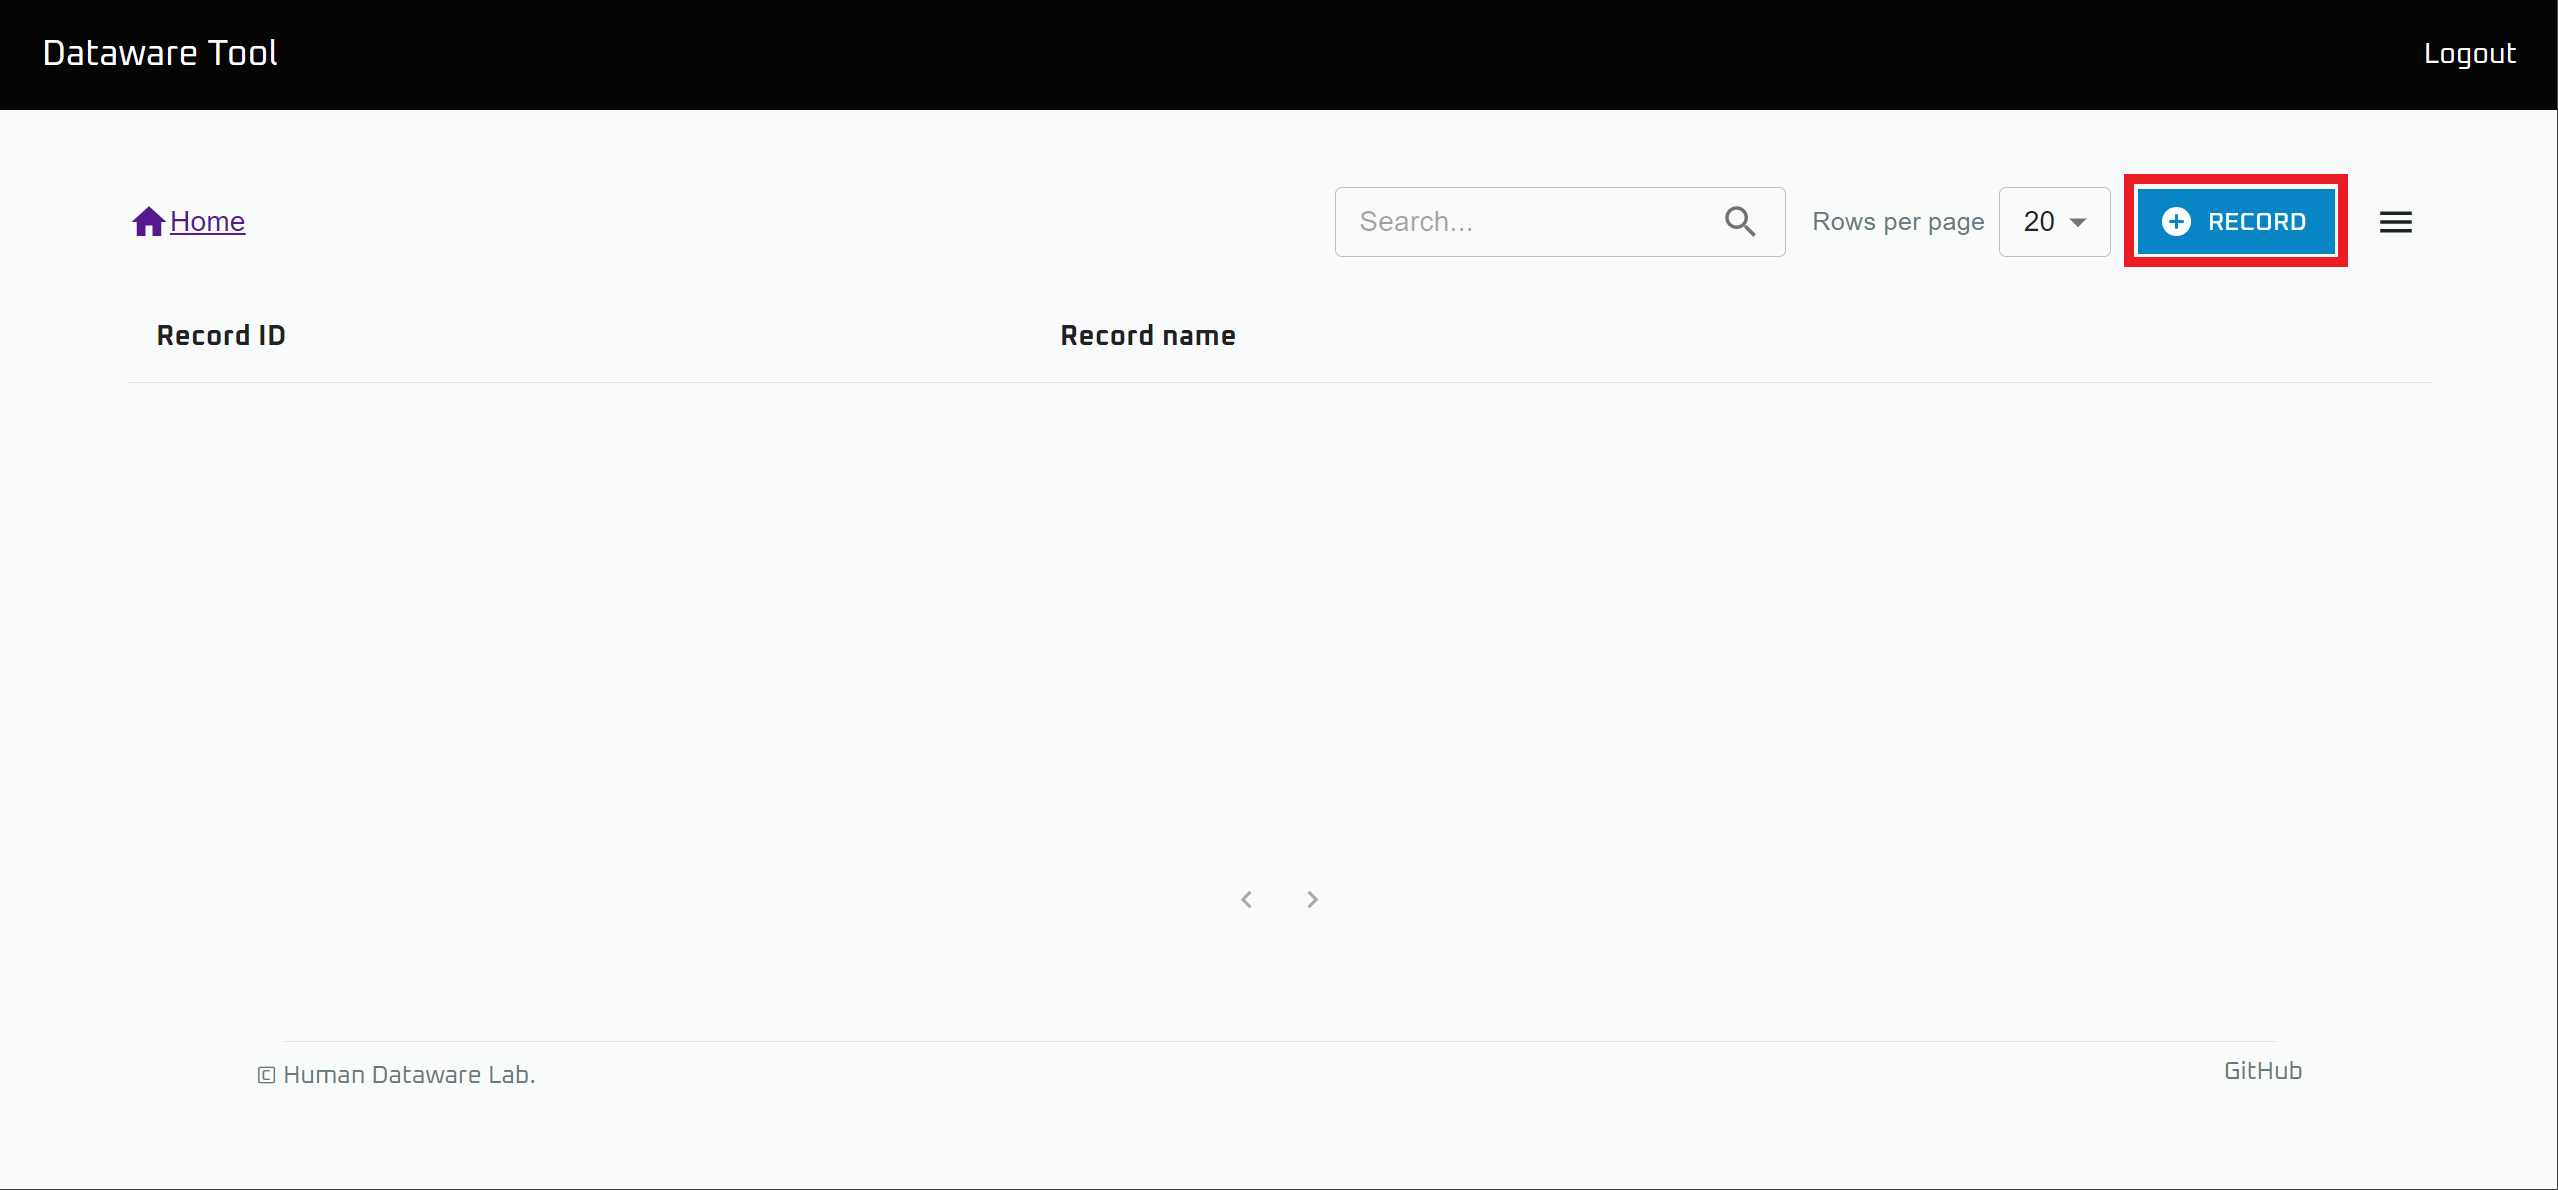 Dataware Tool
Logout
Home
Search...
Rows per page
20
RECORD
Record ID
Record name
© Human Dataware Lab.
GitHub